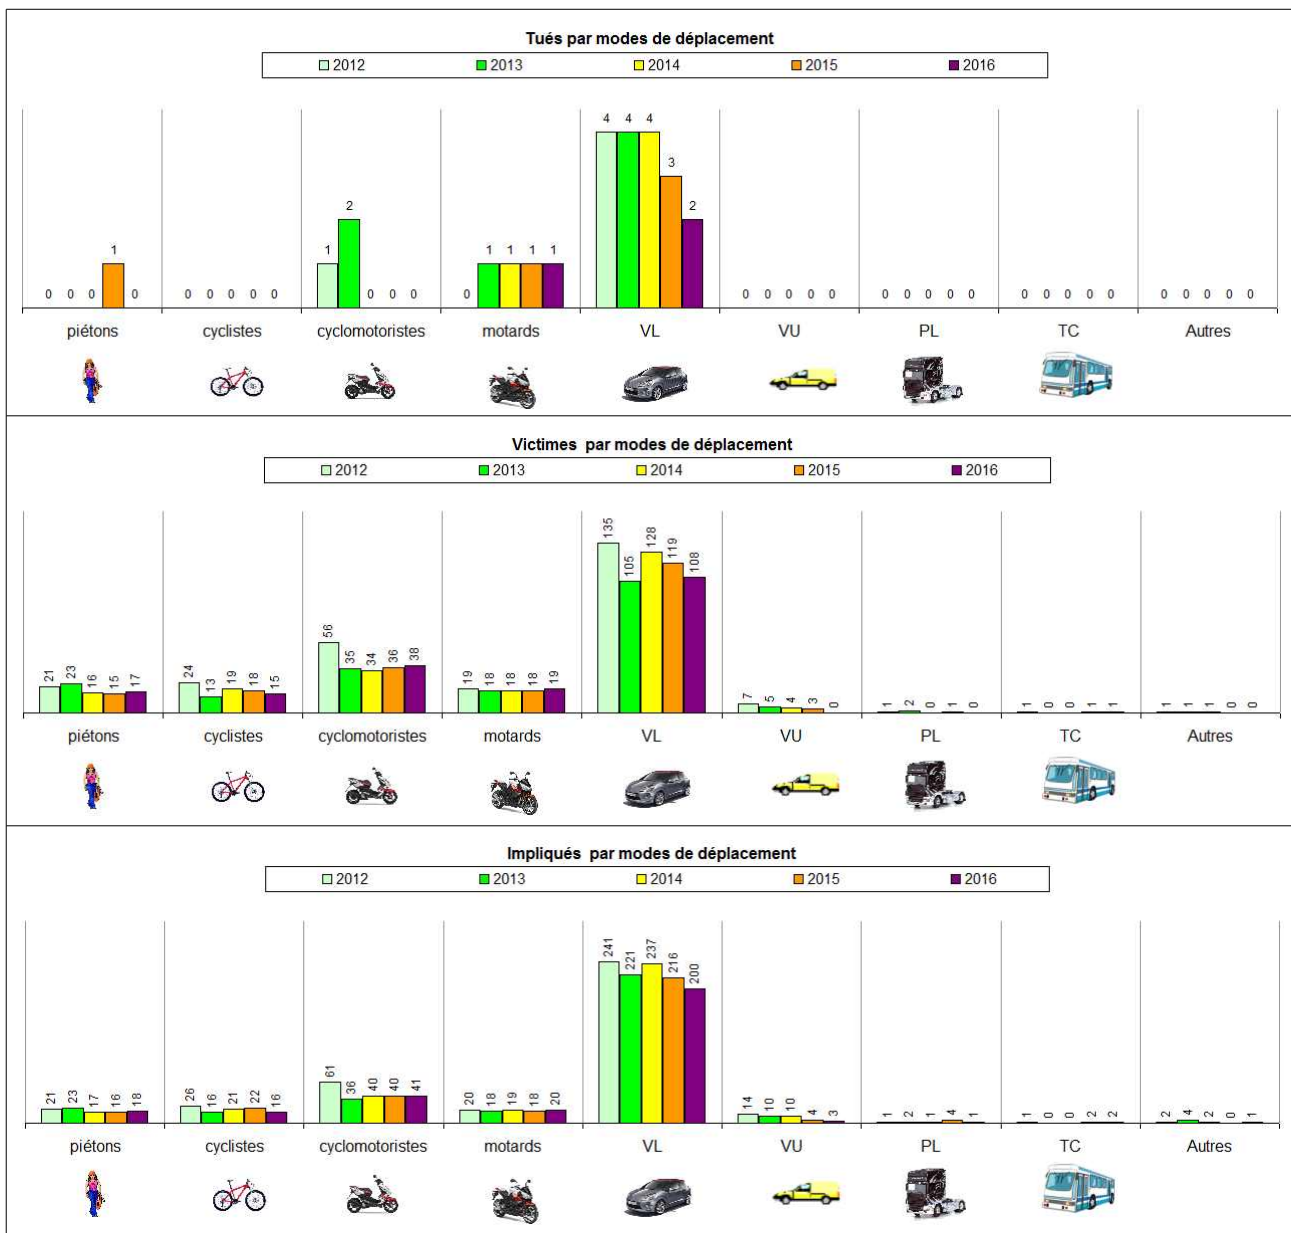 Tués par modes de déplacement
2012 2013 2014 2015 2016
4 4 4
3
2 2
1 1 1 1 1 1
0 0 0 0 0 0 0 0 0 0 0 0 0 0 0 0 0 0 0 0 0 0 0 0 0 0 0 0 0 0 0 0 0
piétons cyclistes cyclomotoristes motards VL VU PL TC Autres
Victimes par modes de déplacement
2012 2013 2014 2015 2016
21 23 16 15 17 24 13 19 18 15 56 35 34 36 38 19 18 18 18 19 135 105 128 119 108 7 5 4 3 0 1 2 0 1 0 1 0 0 1 1 1 1 1 0 0
piétons cyclistes cyclomotoristes motards VL VU PL TC Autres
Impliqués par modes de déplacement
2012 2013 2014 2015 2016
21 23 17 16 18 26 16 21 22 16 61 36 40 40 41 20 18 19 18 20 241 221 237 216 200 14 10 10 4 3 1 2 1 4 1 1 0 0 2 2 2 4 2 0 1
piétons cyclistes cyclomotoristes motards VL VU PL TC Autres